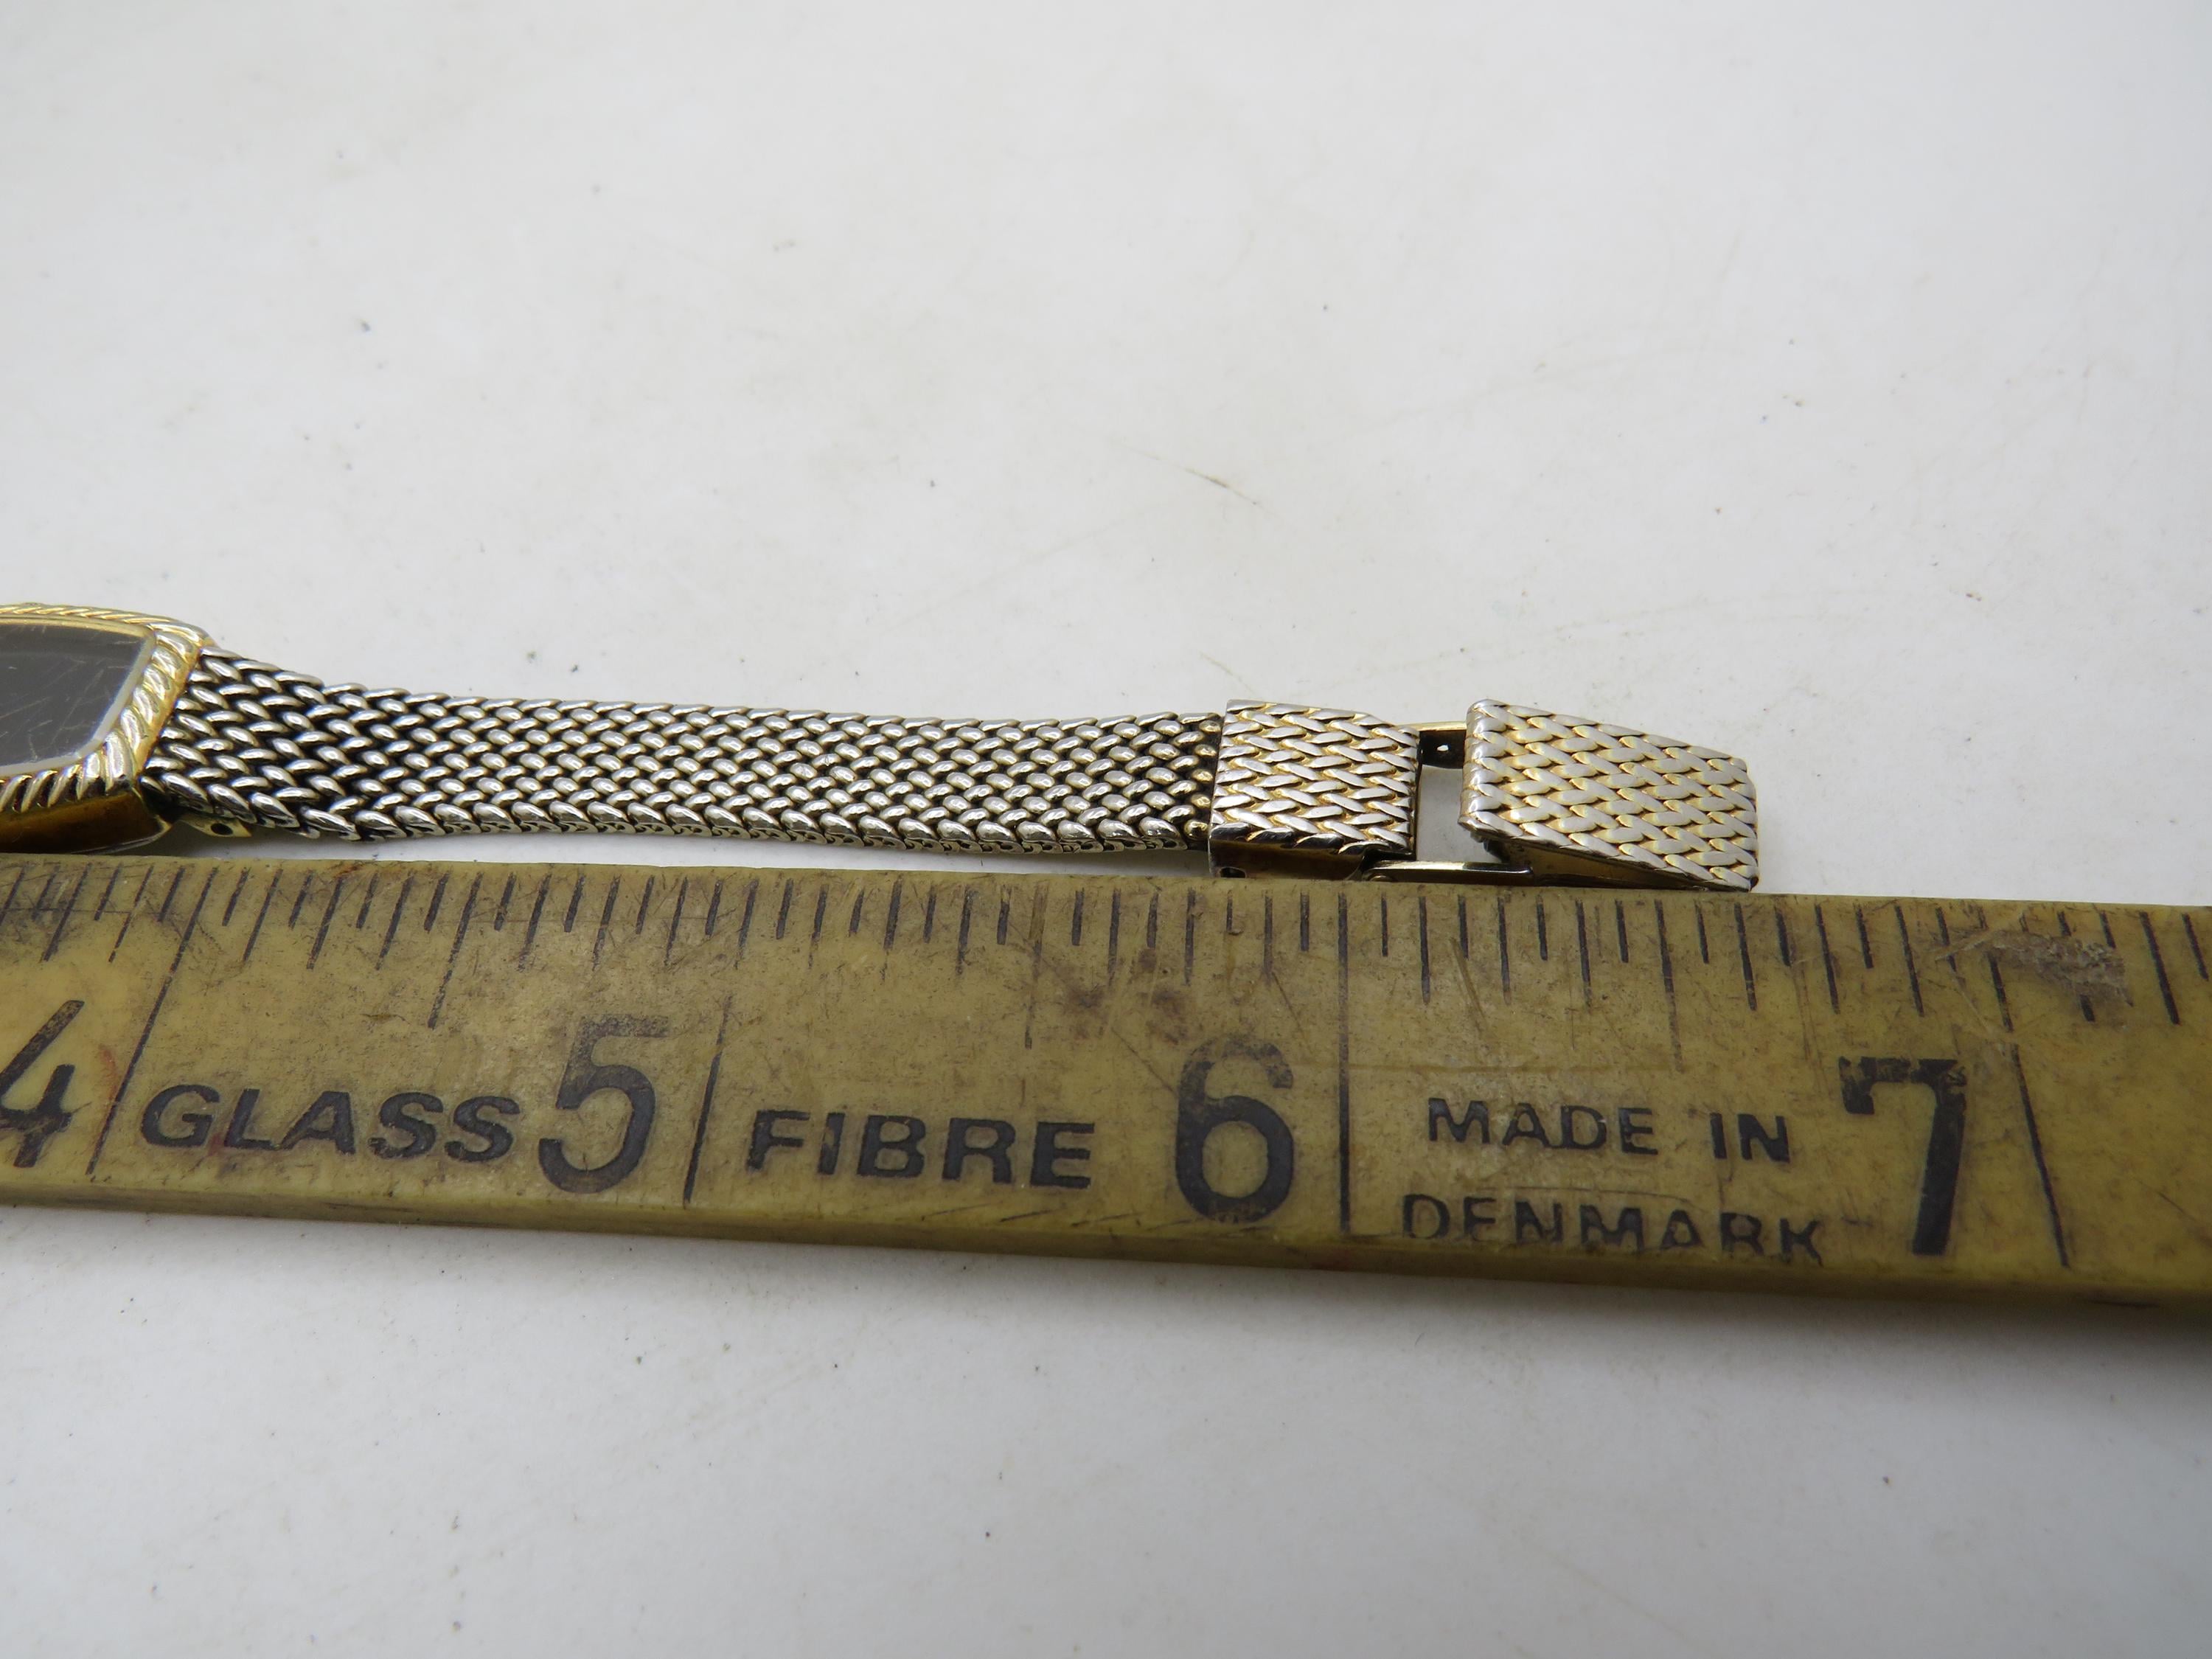 4 GLASS 5 FIBRE 6 MADE IN 7
DENMARK